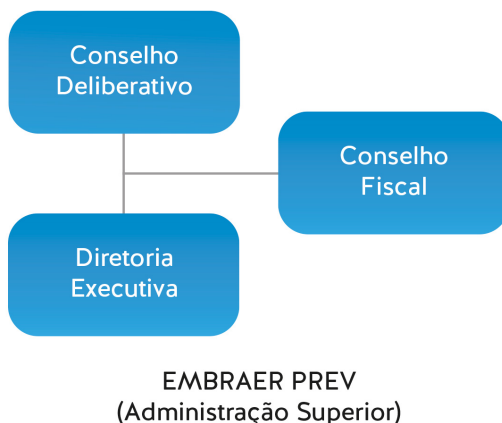 Conselho
Deliberativo
Conselho
Fiscal
Diretoria
Executiva
EMBRAER PREV
(Administração Superior)